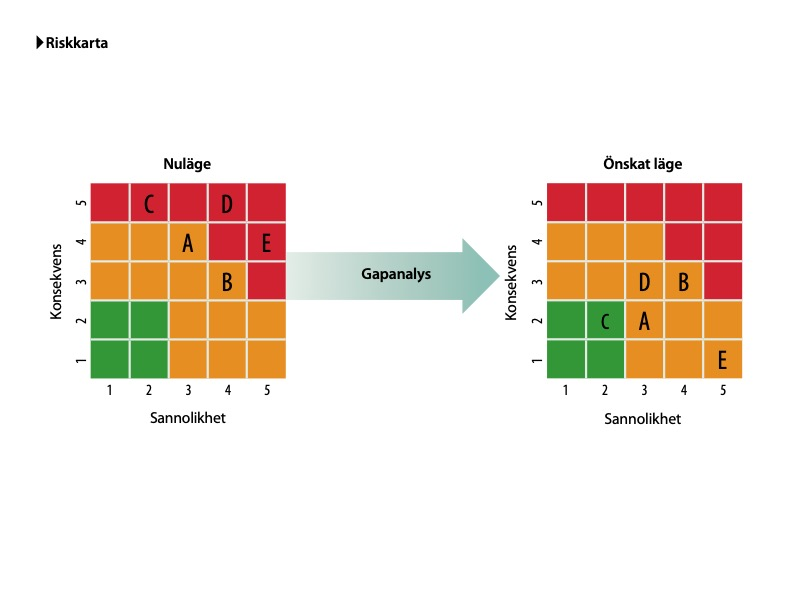 Riskkarta
Nuläge
5 C D
4 A E
3 B
2
1
1 2 3 4 5
Konsekvens
Sannolikhet
Gapanalys
Önskat läge
5
4
3 D B
2 C A
1 E
1 2 3 4 5
Konsekvens
Sannolikhet